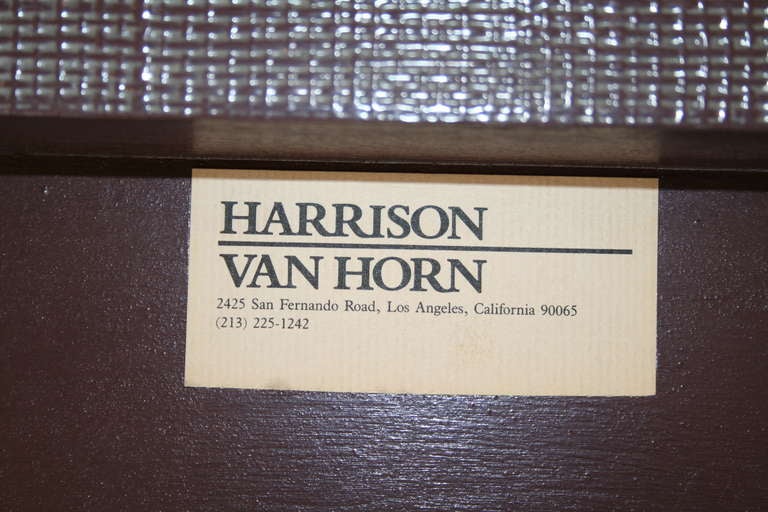 HARRISON
VAN HORN
2425 San Fernando Road, Los Angeles, California 90065
(213) 225-1242